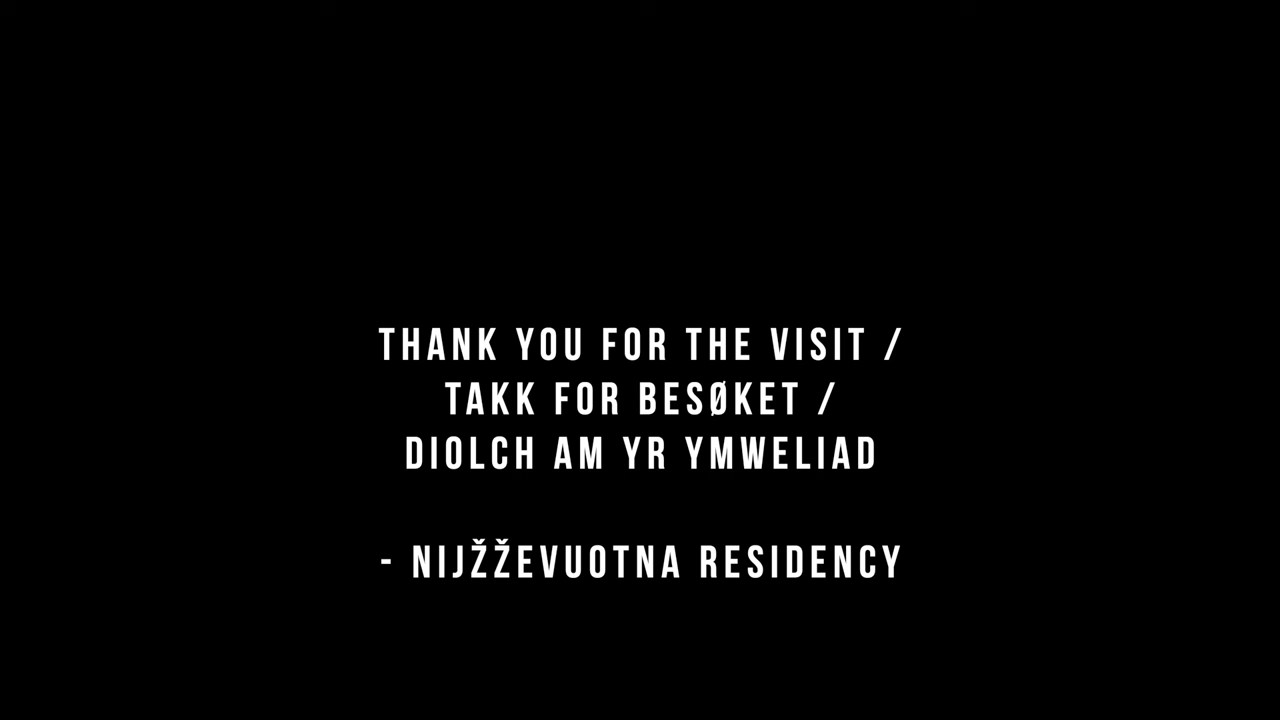 THANK YOU FOR THE VISIT /
TAKK FOR BESØKET /
DIOLCH AM YR YMWELIAD
- NIJŽŽEVUOTNA RESIDENCY